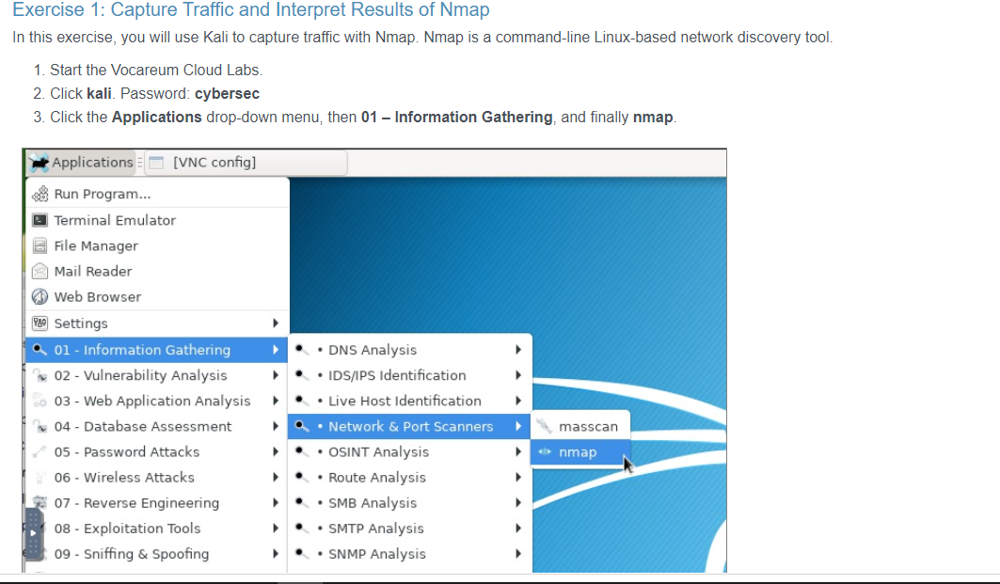 Exercise 1: Capture Traffic and Interpret Results of Nmap
In this exercise, you will use Kali to capture traffic with Nmap. Nmap is a command-line Linux-based network discovery tool.
1. Start the Vocareum Cloud Labs.
2. Click kali. Password: cybersec
3. Click the Applications drop-down menu, then 01 – Information Gathering, and finally nmap.
Applications [VNC config]
Run Program...
Terminal Emulator
File Manager
Mail Reader
Web Browser
Settings
01 - Information Gathering
02 - Vulnerability Analysis
03 - Web Application Analysis
04 - Database Assessment
05 - Password Attacks
06 - Wireless Attacks
07 - Reverse Engineering
08 - Exploitation Tools
09 - Sniffing & Spoofing
• DNS Analysis
• IDS/IPS Identification
• Live Host Identification
• Network & Port Scanners
• OSINT Analysis
• Route Analysis
• SMB Analysis
• SMTP Analysis
• SNMP Analysis
masscan
nmap